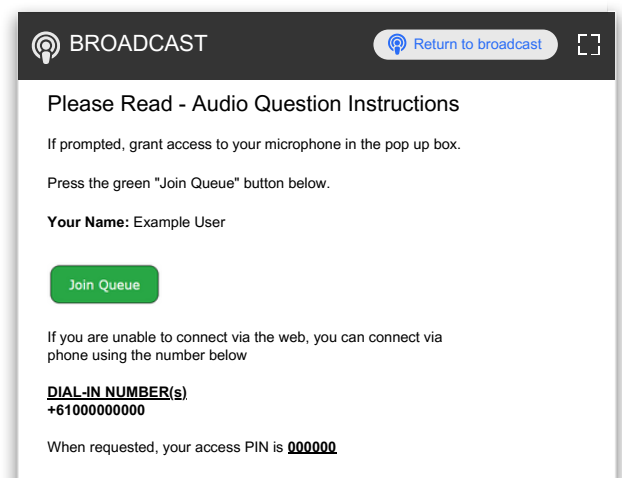 BROADCAST
Return to broadcast
Please Read - Audio Question Instructions
If prompted, grant access to your microphone in the pop up box.
Press the green "Join Queue" button below.
Your Name: Example User
Join Queue
If you are unable to connect via the web, you can connect via
phone using the number below
DIAL-IN NUMBER(s)
+61000000000
When requested, your access PIN is 000000